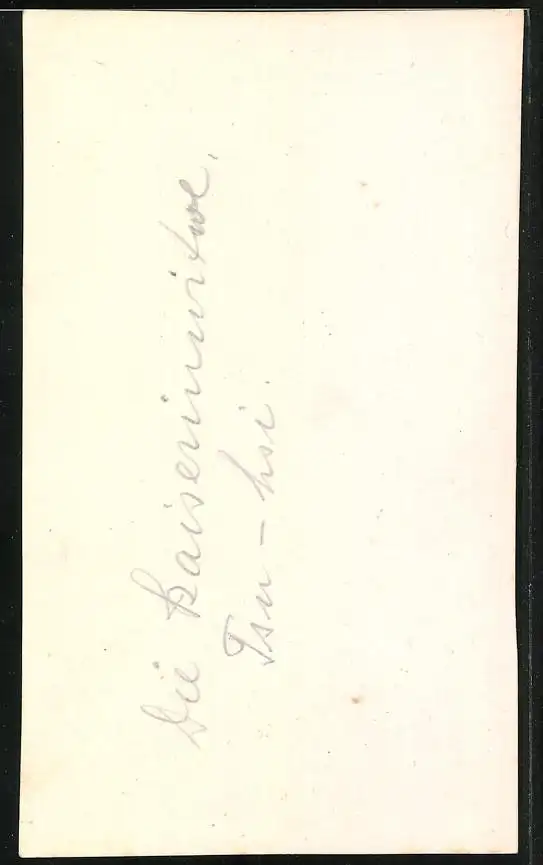 Die Kaiserinwitwe,
Tsu-hsi.